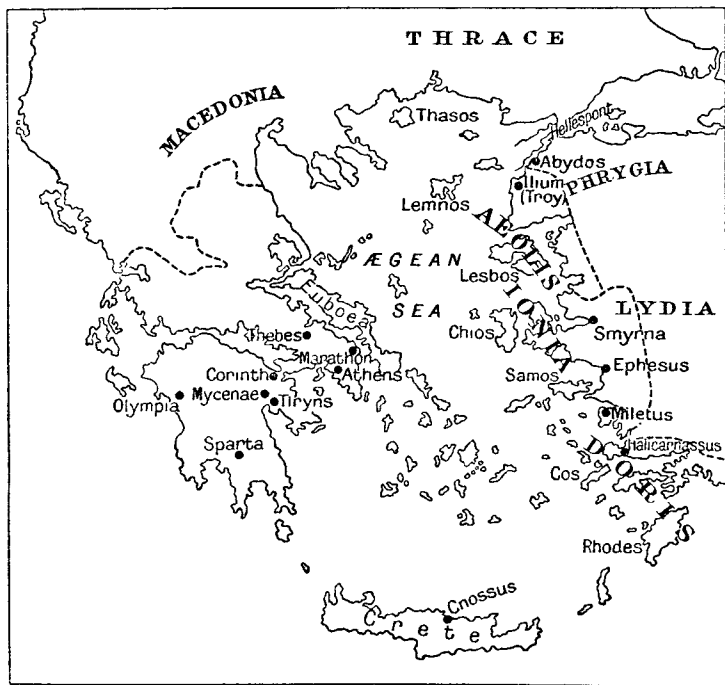 THRACE
MACEDONIA
Thasos
Hellespont
Abydos
Ilium
(Troy)
PHRYGIA
Lemnos
AEOLIS
ÆGEAN
SEA
Lesbos
Euboea
IONIA
LYDIA
Thebes
Chios
Smyrna
Marathon
Corinth
Athens
Samos
Ephesus
Olympia
Mycenae
Tiryns
Miletus
Sparta
Halicarnassus
DORIS
Cos
Rhodes
Cnossus
Crete